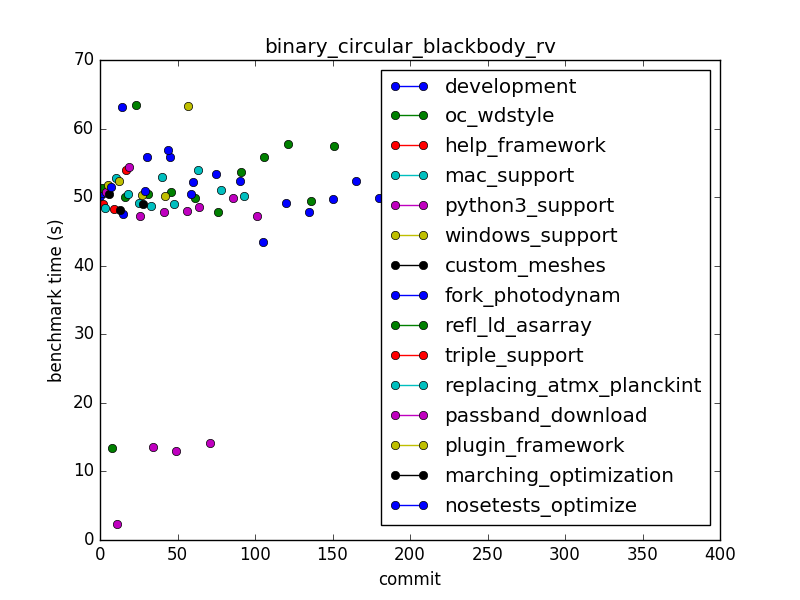 binary_circular_blackbody_rv
70
60
50
40
30
20
10
0
benchmark time (s)
0
50
100
150
200
250
300
350
400
commit
development
oc_wdstyle
help_framework
mac_support
python3_support
windows_support
custom_meshes
fork_photodynam
refl_ld_asarray
triple_support
replacing_atmx_planckint
passband_download
plugin_framework
marching_optimization
nosetests_optimize